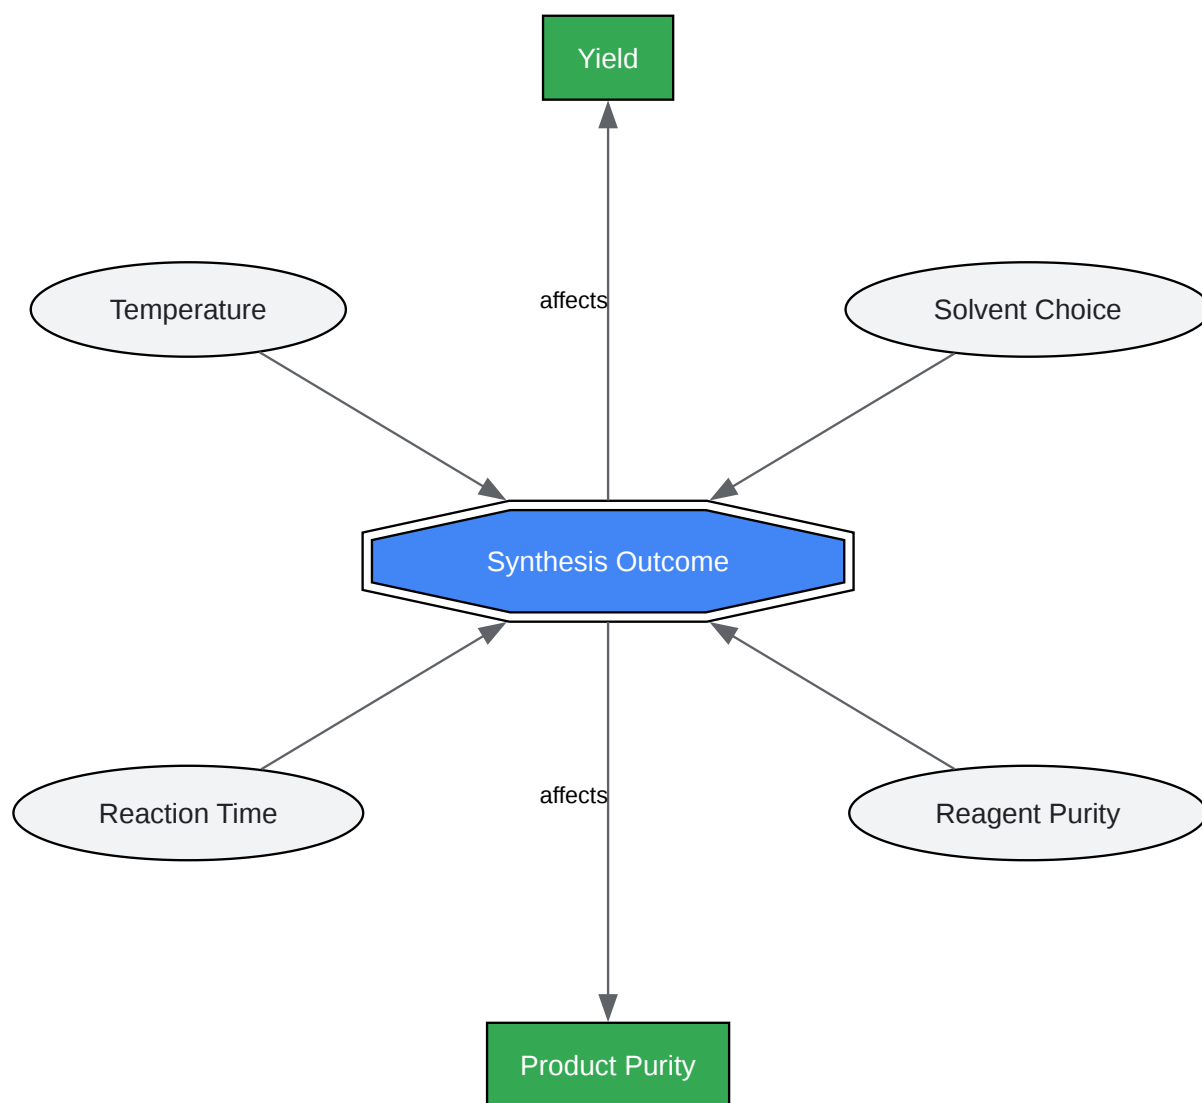 Yield
Temperature
affects
Solvent Choice
Synthesis Outcome
Reaction Time
affects
Reagent Purity
Product Purity